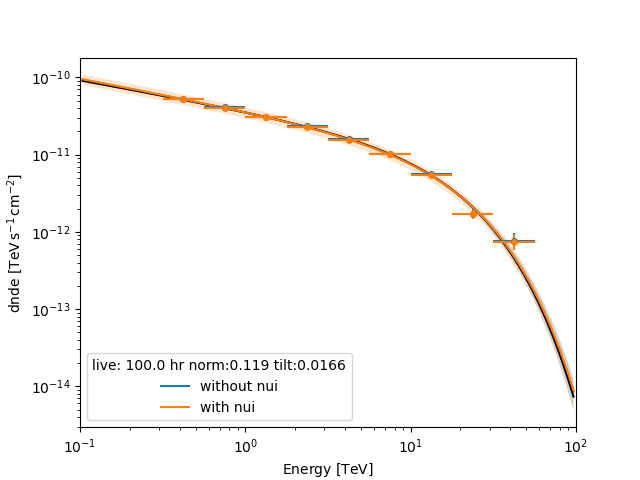 10⁻¹⁰
10⁻¹¹
10⁻¹²
10⁻¹³
10⁻¹⁴
dnde [TeV s⁻¹ cm⁻²]
live: 100.0 hr norm:0.119 tilt:0.0166
without nui
with nui
10⁻¹ 10⁰ 10¹ 10²
Energy [TeV]